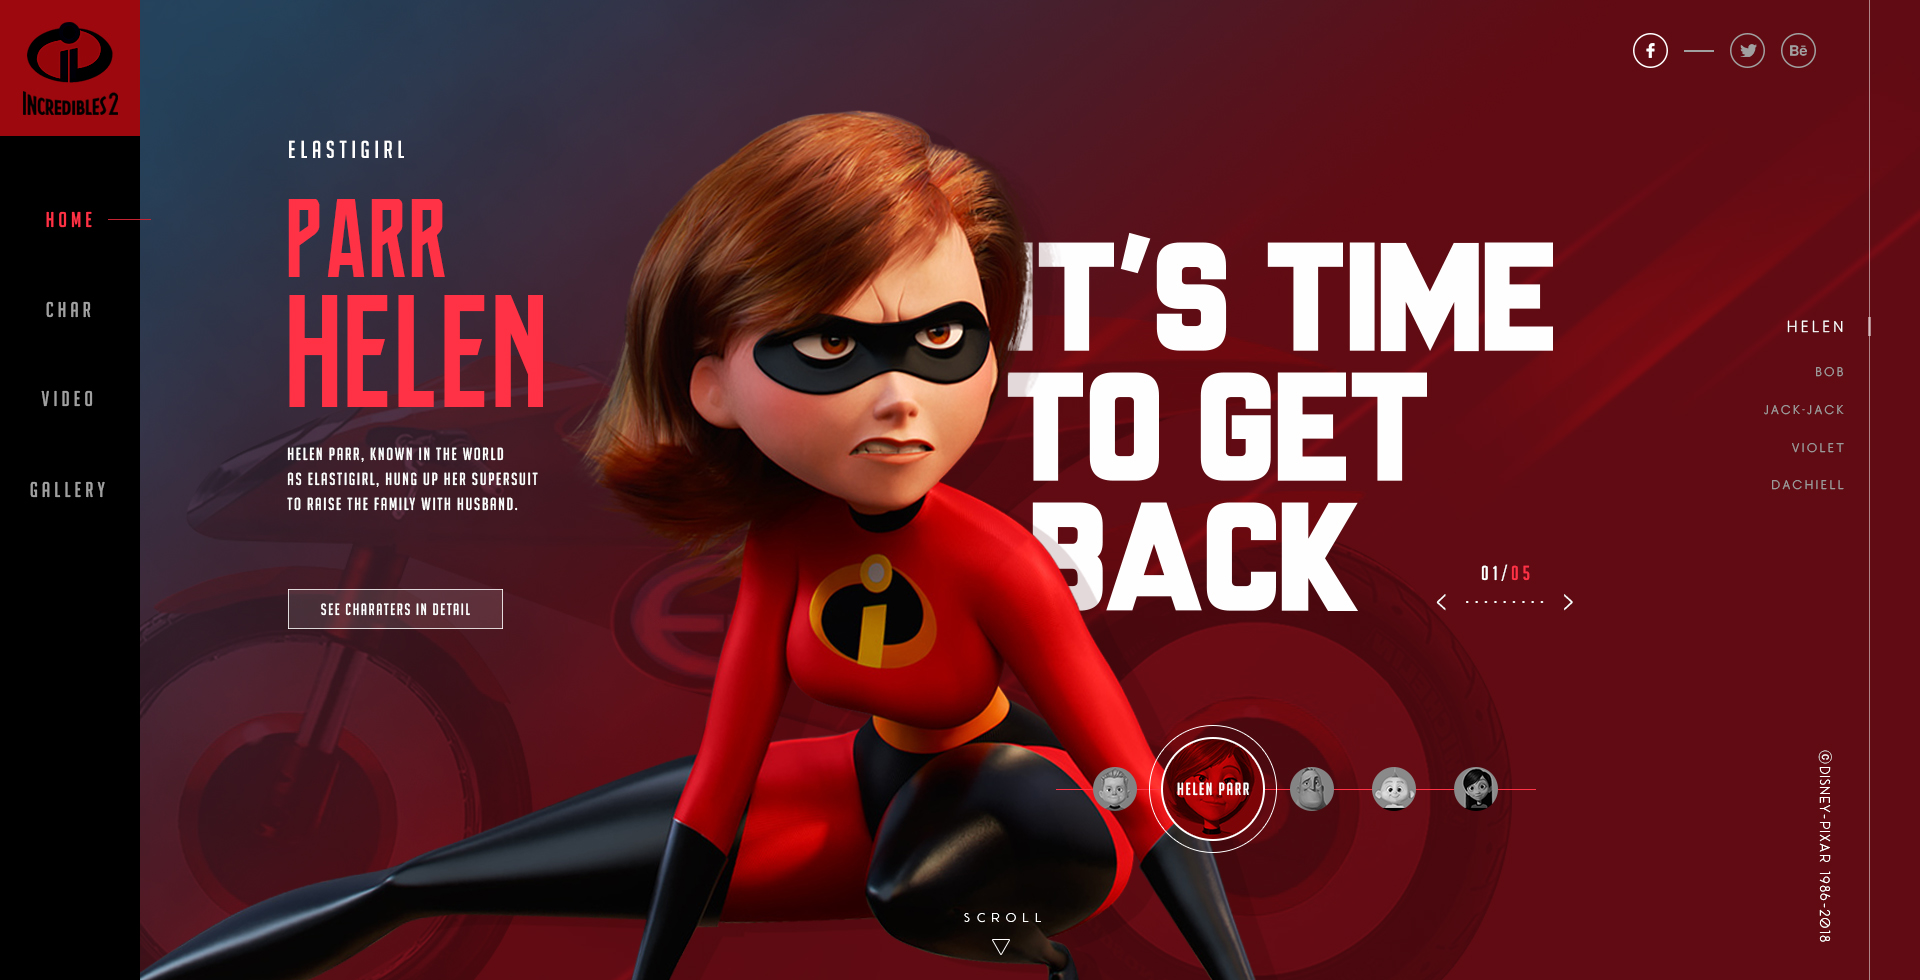 INCREDIBLES 2
HOME
CHAR
VIDEO
GALLERY
ELASTIGIRL
PARR
HELEN
HELEN PARR, KNOWN IN THE WORLD
AS ELASTIGIRL, HUNG UP HER SUPERSUIT
TO RAISE THE FAMILY WITH HUSBAND.
SEE CHARATERS IN DETAIL
IT'S TIME
TO GET
BACK
01/05
HELEN PARR
SCROLL
f
Bē
HELEN
BOB
JACK-JACK
VIOLET
DACHIELL
©DISNEY-PIXAR 1986-2018